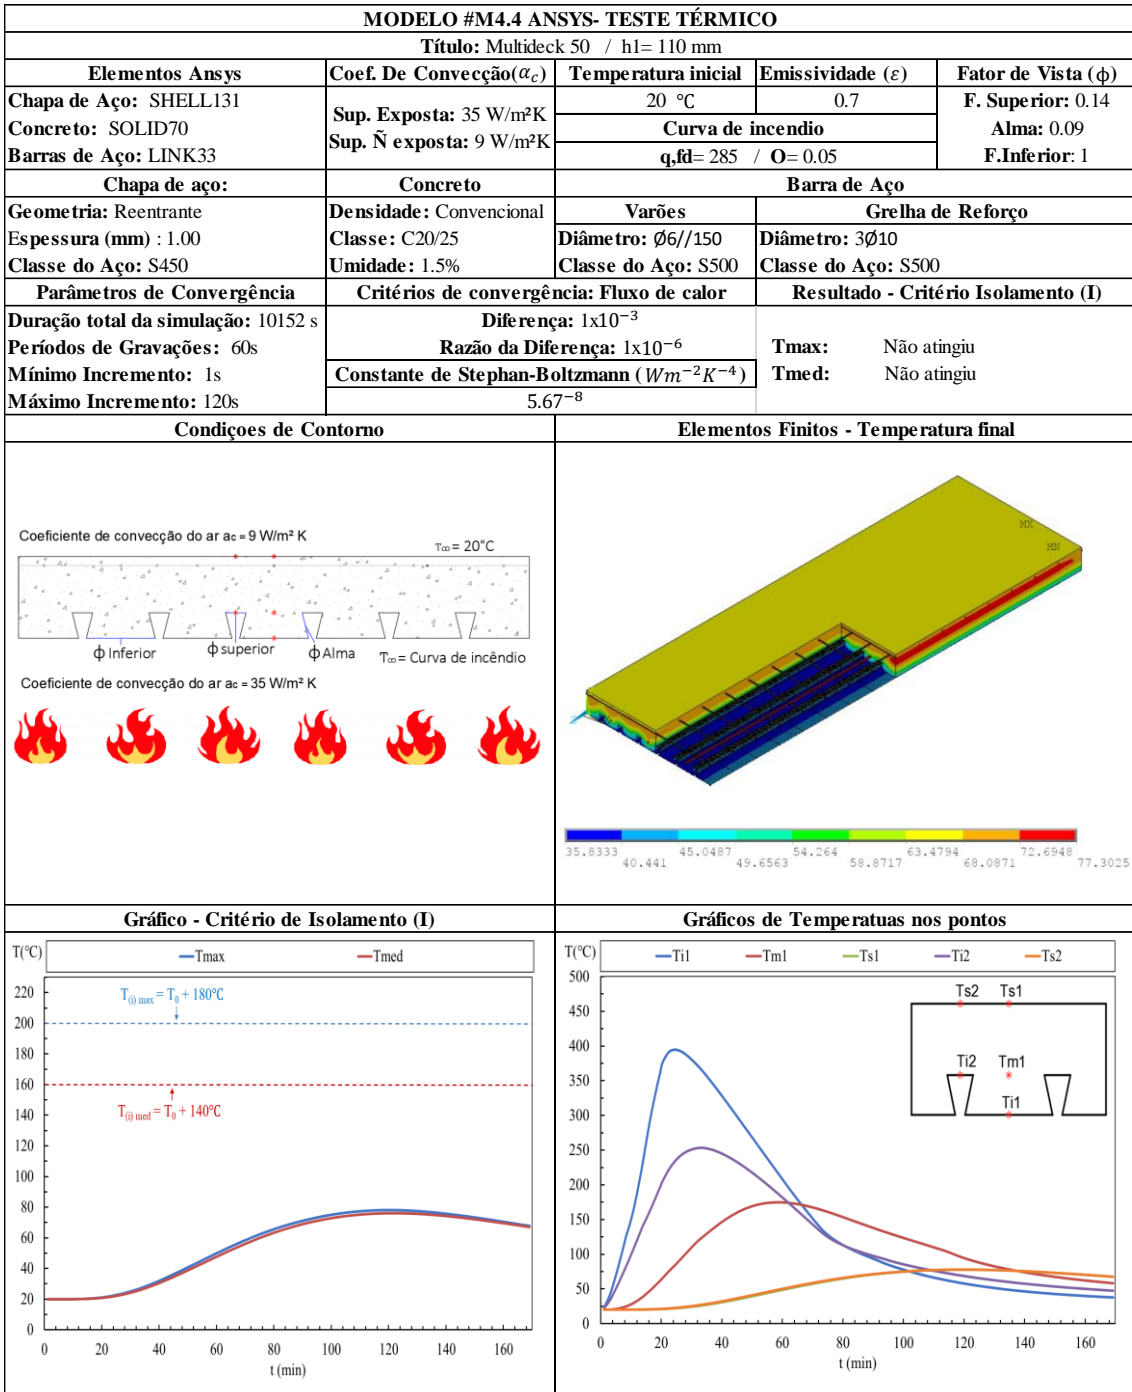 MODELO #M4.4 ANSYS- TESTE TÉRMICO
Título: Multideck 50 / h1= 110 mm
Elementos Ansys
Coef. De Convecção(α_c)
Temperatura inicial
Emissividade (ε)
Fator de Vista (ϕ)
Chapa de Aço: SHELL131
Concreto: SOLID70
Barras de Aço: LINK33
Sup. Exposta: 35 W/m²K
Sup. Ñ exposta: 9 W/m²K
20 °C
0.7
Curva de incendio
q,fd= 285 / O= 0.05
F. Superior: 0.14
Alma: 0.09
F.Inferior: 1
Chapa de aço:
Concreto
Barra de Aço
Geometria: Reentrante
Espessura (mm) : 1.00
Classe do Aço: S450
Densidade: Convencional
Classe: C20/25
Umidade: 1.5%
Varões
Diâmetro: Ø6//150
Classe do Aço: S500
Grelha de Reforço
Diâmetro: 3Ø10
Classe do Aço: S500
Parâmetros de Convergência
Critérios de convergência: Fluxo de calor
Resultado - Critério Isolamento (I)
Duração total da simulação: 10152 s
Períodos de Gravações: 60s
Mínimo Incremento: 1s
Máximo Incremento: 120s
Diferença: 1x10⁻³
Razão da Diferença: 1x10⁻⁶
Constante de Stephan-Boltzmann (Wm⁻²K⁻⁴)
5.67⁻⁸
Tmax: Não atingiu
Tmed: Não atingiu
Condiçoes de Contorno
Elementos Finitos - Temperatura final
Coeficiente de convecção do ar ac = 9 W/m² K
T∞ = 20°C
ϕ Inferior
ϕ superior
ϕ Alma
T∞ = Curva de incêndio
Coeficiente de convecção do ar ac = 35 W/m² K
MX
MN
35.8333
40.441
45.0487
49.6563
54.264
58.8717
63.4794
68.0871
72.6948
77.3025
Gráfico - Critério de Isolamento (I)
Gráficos de Temperatuas nos pontos
T(°C)
Tmax
Tmed
220
200
180
160
140
120
100
80
60
40
20
0
T(i) max = T0 + 180°C
T(i) med = T0 + 140°C
0 20 40 60 80 100 120 140 160
t (min)
T(°C)
Ti1
Tm1
Ts1
Ti2
Ts2
500
450
400
350
300
250
200
150
100
50
0
Ts2 Ts1
Ti2 Tm1
Ti1
0 20 40 60 80 100 120 140 160
t (min)